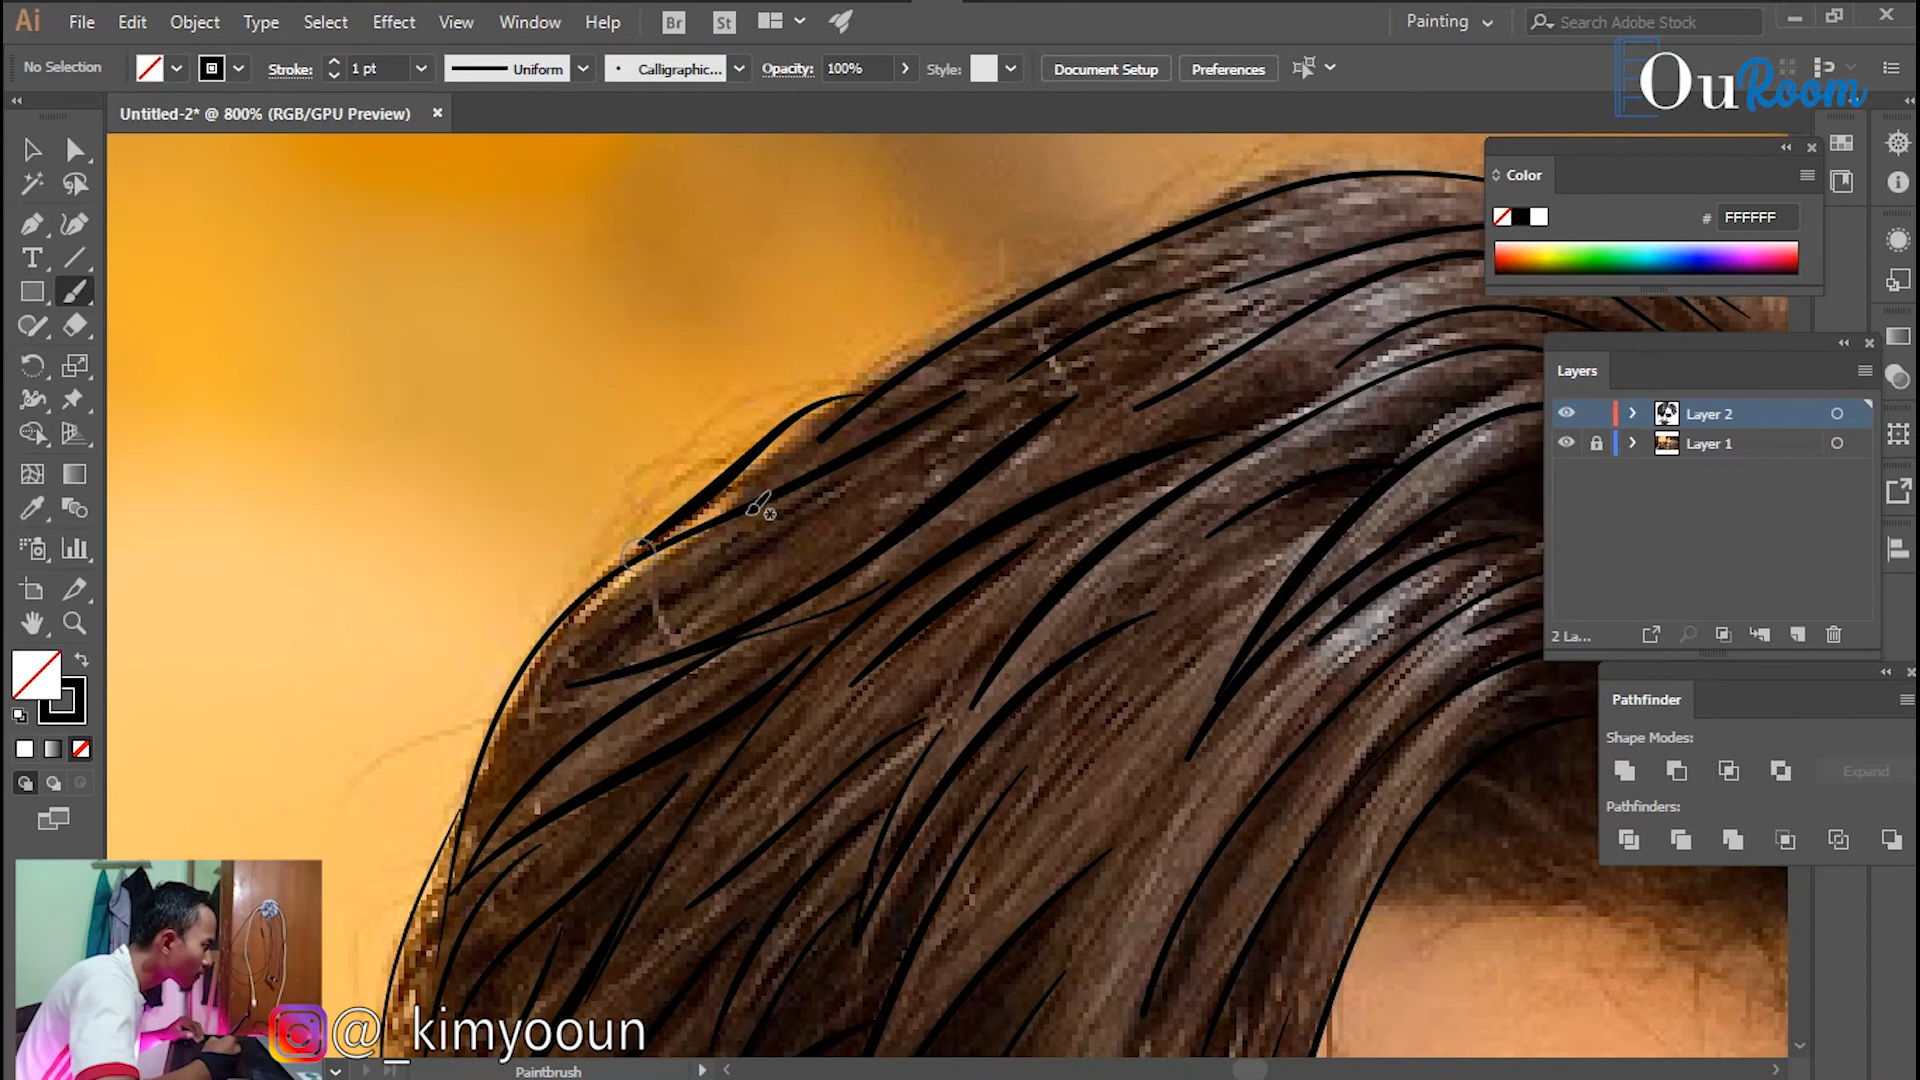 Ai File Edit Object Type Select Effect View Window Help Br St Painting Search Adobe Stock
No Selection Stroke: 1 pt Uniform Calligraphic... Opacity: 100% Style: Document Setup Preferences
OuRoom
Untitled-2* @ 800% (RGB/GPU Preview)
Color
# FFFFFF
Layers
Layer 2
Layer 1
2 La...
Pathfinder
Shape Modes:
Expand
Pathfinders:
@_kimyooun
Paintbrush